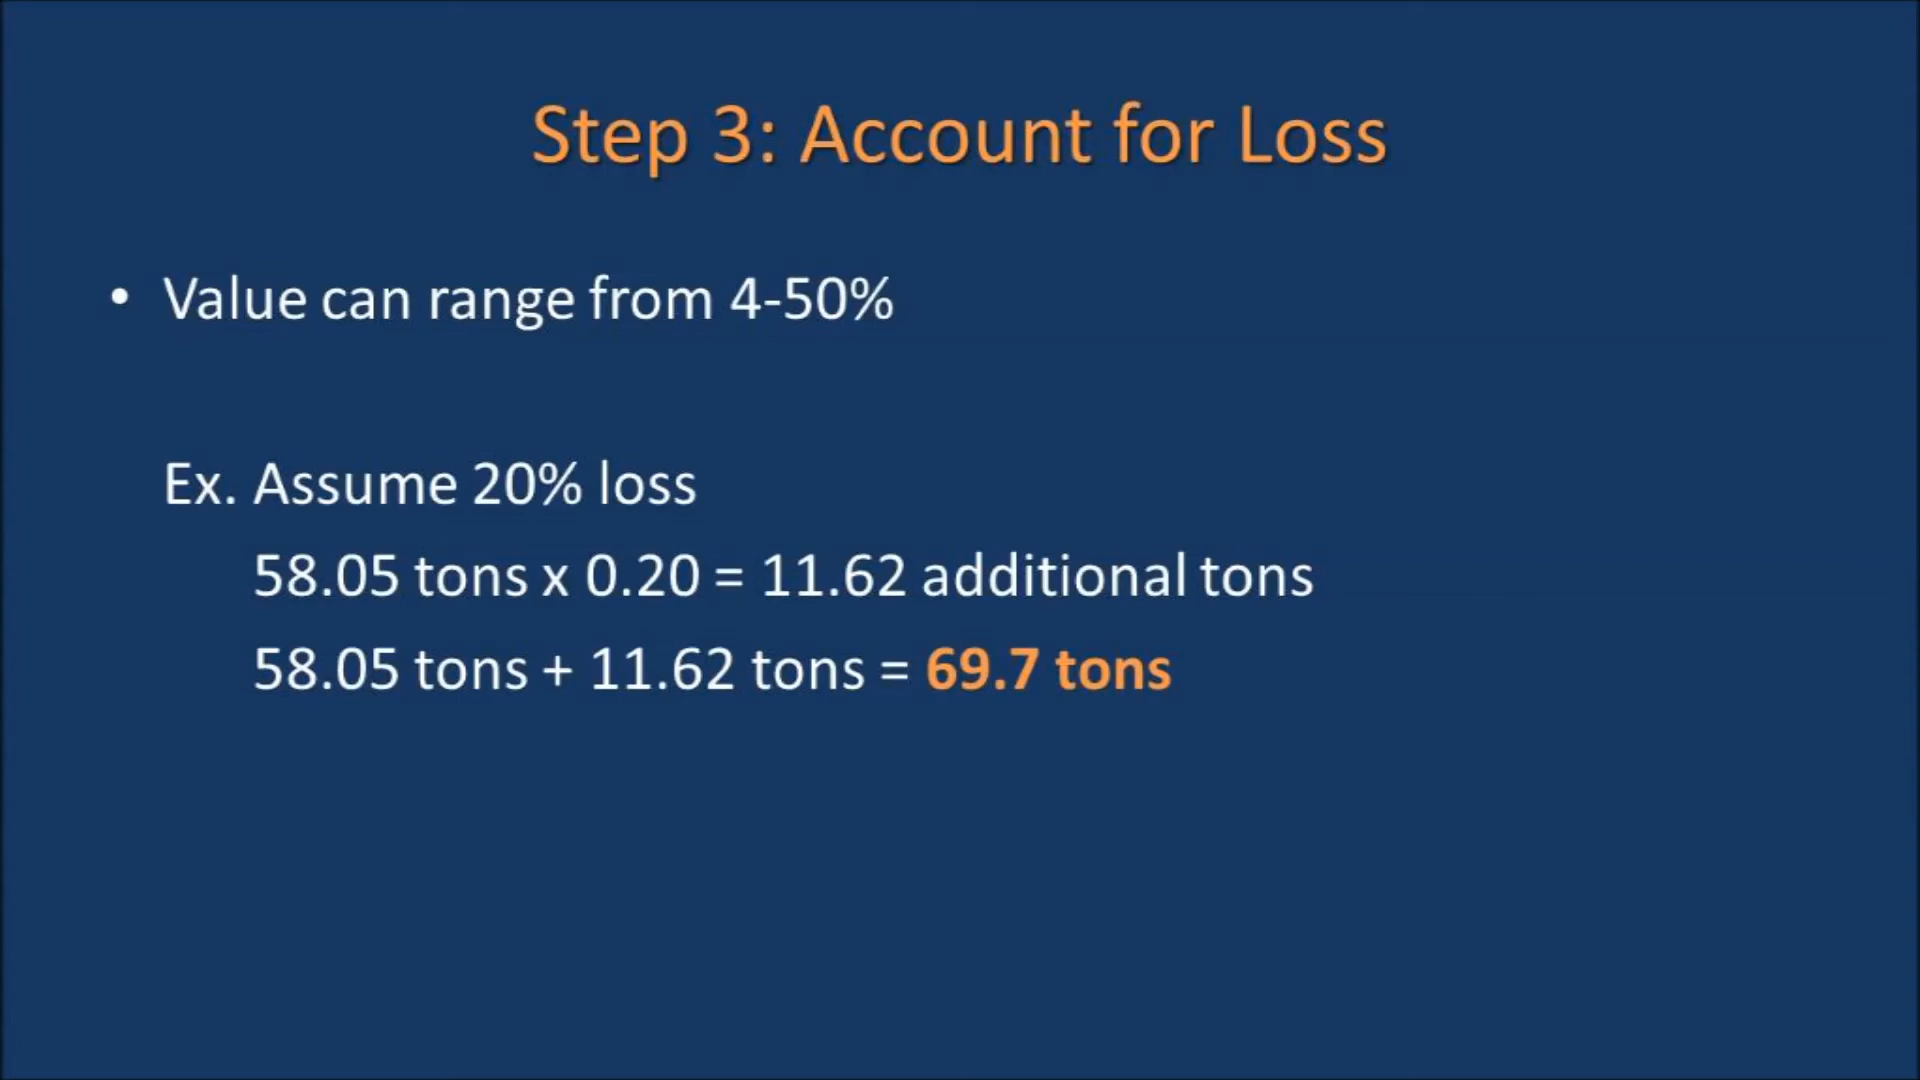 Step 3: Account for Loss
• Value can range from 4-50%
Ex. Assume 20% loss
58.05 tons x 0.20 = 11.62 additional tons
58.05 tons + 11.62 tons = 69.7 tons